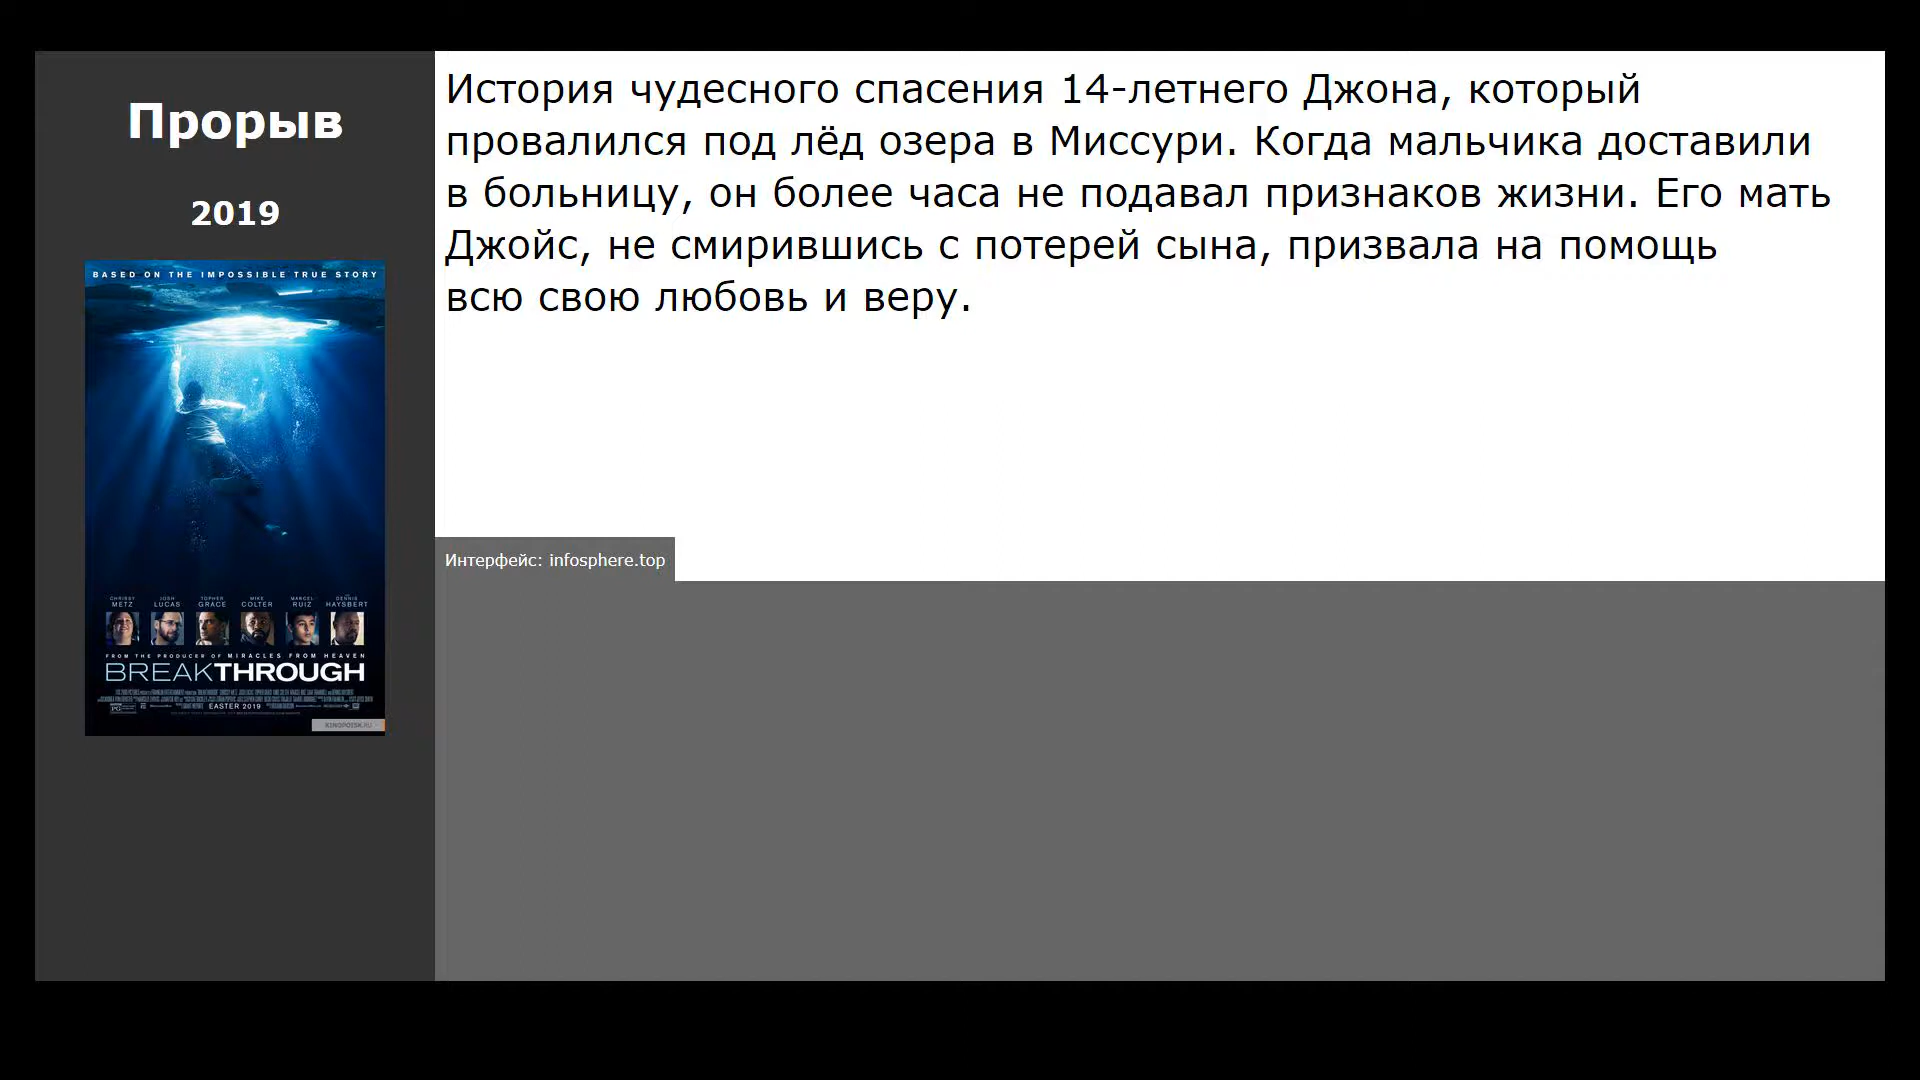 Прорыв
2019
BASED ON THE IMPOSSIBLE TRUE STORY
CHRISSY METZ
JOSH LUCAS
TOPHER GRACE
MIKE COLTER
MARCEL RUIZ
DENNIS HAYSBERT
FROM THE PRODUCER OF MIRACLES FROM HEAVEN
BREAKTHROUGH
PG
EASTER 2019
KINOPOISK.RU
История чудесного спасения 14-летнего Джона, который
провалился под лёд озера в Миссури. Когда мальчика доставили
в больницу, он более часа не подавал признаков жизни. Его мать
Джойс, не смирившись с потерей сына, призвала на помощь
всю свою любовь и веру.
Интерфейс: infosphere.top